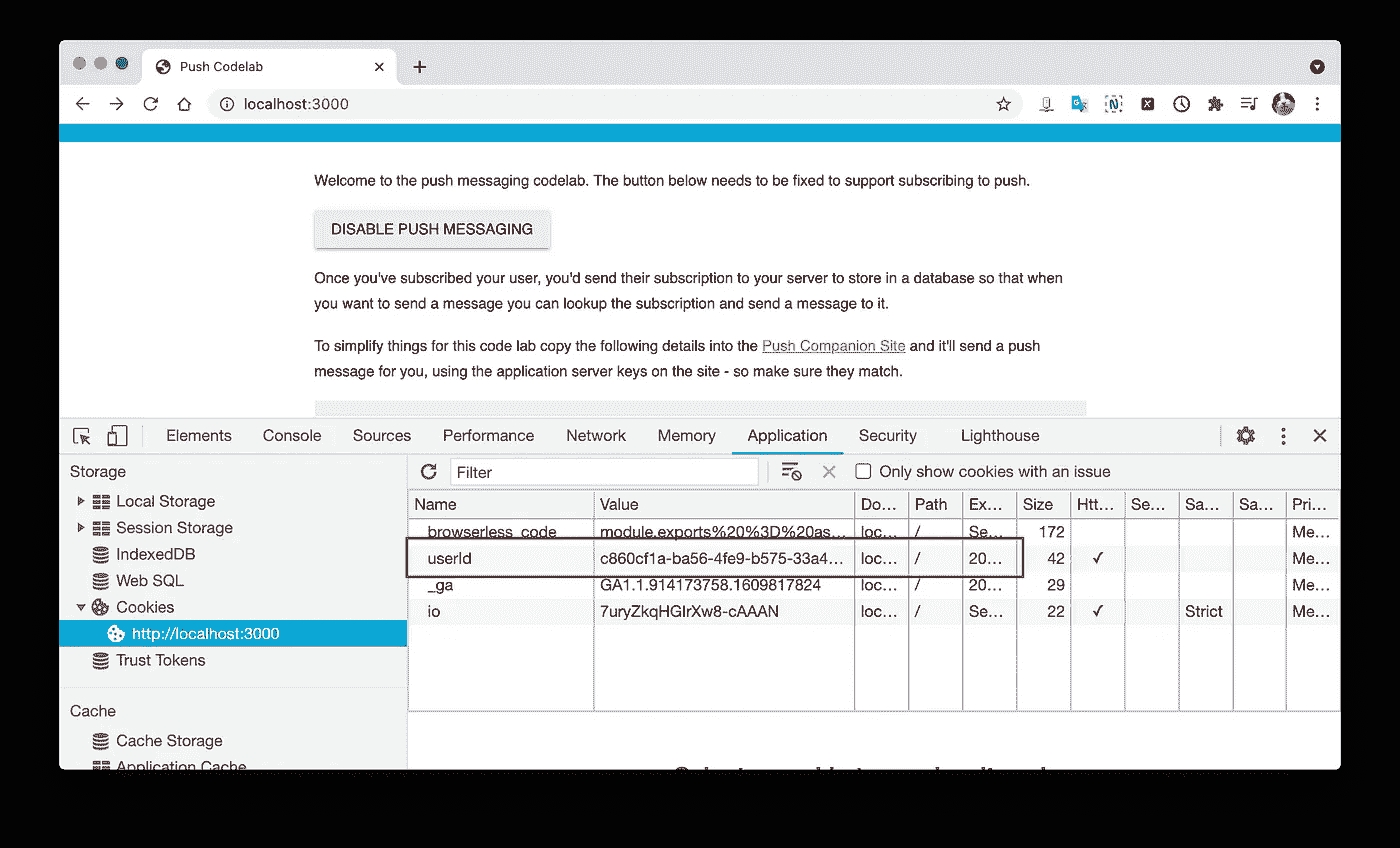 Push Codelab
localhost:3000
Welcome to the push messaging codelab. The button below needs to be fixed to support subscribing to push.
DISABLE PUSH MESSAGING
Once you've subscribed your user, you'd send their subscription to your server to store in a database so that when
you want to send a message you can lookup the subscription and send a message to it.
To simplify things for this code lab copy the following details into the Push Companion Site and it'll send a push
message for you, using the application server keys on the site - so make sure they match.
Elements Console Sources Performance Network Memory Application Security Lighthouse
Storage
Local Storage
Session Storage
IndexedDB
Web SQL
Cookies
http://localhost:3000
Trust Tokens
Cache
Cache Storage
Application Cache
Filter Only show cookies with an issue
Name Value Do... Path Ex... Size Htt... Se... Sa... Sa... Pri...
browserless_code module.exports%20%3D%20as... loc... / Se... 172 Me...
userId c860cf1a-ba56-4fe9-b575-33a4... loc... / 20... 42 ✓ Me...
_ga GA1.1.914173758.1609817824 loc... / 20... 29 Me...
io 7uryZkqHGIrXw8-cAAAN loc... / Se... 22 ✓ Strict Me...